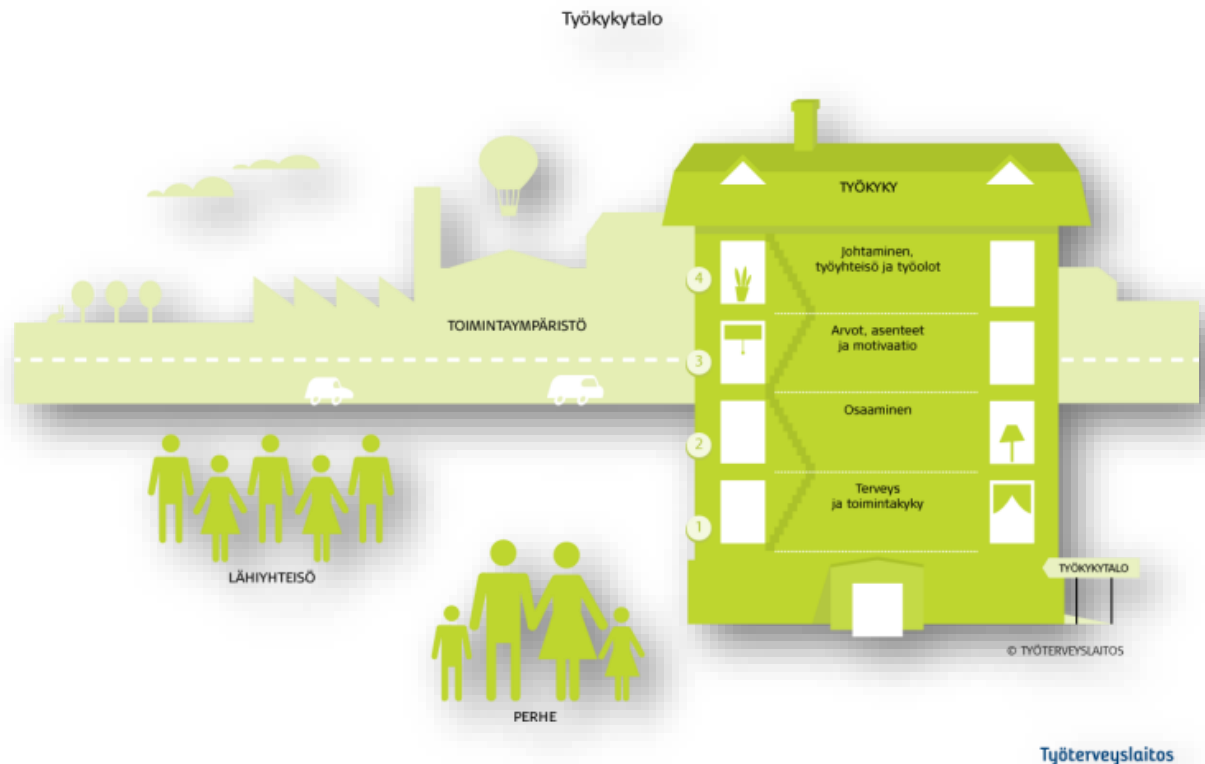 Työkykytalo
TYÖKYKY
4
Johtaminen,
työyhteisö ja työolot
TOIMINTAYMPÄRISTÖ
3
Arvot, asenteet
ja motivaatio
2
Osaaminen
1
Terveys
ja toimintakyky
LÄHIYHTEISÖ
PERHE
TYÖKYKYTALO
© TYÖTERVEYSLAITOS
Työterveyslaitos